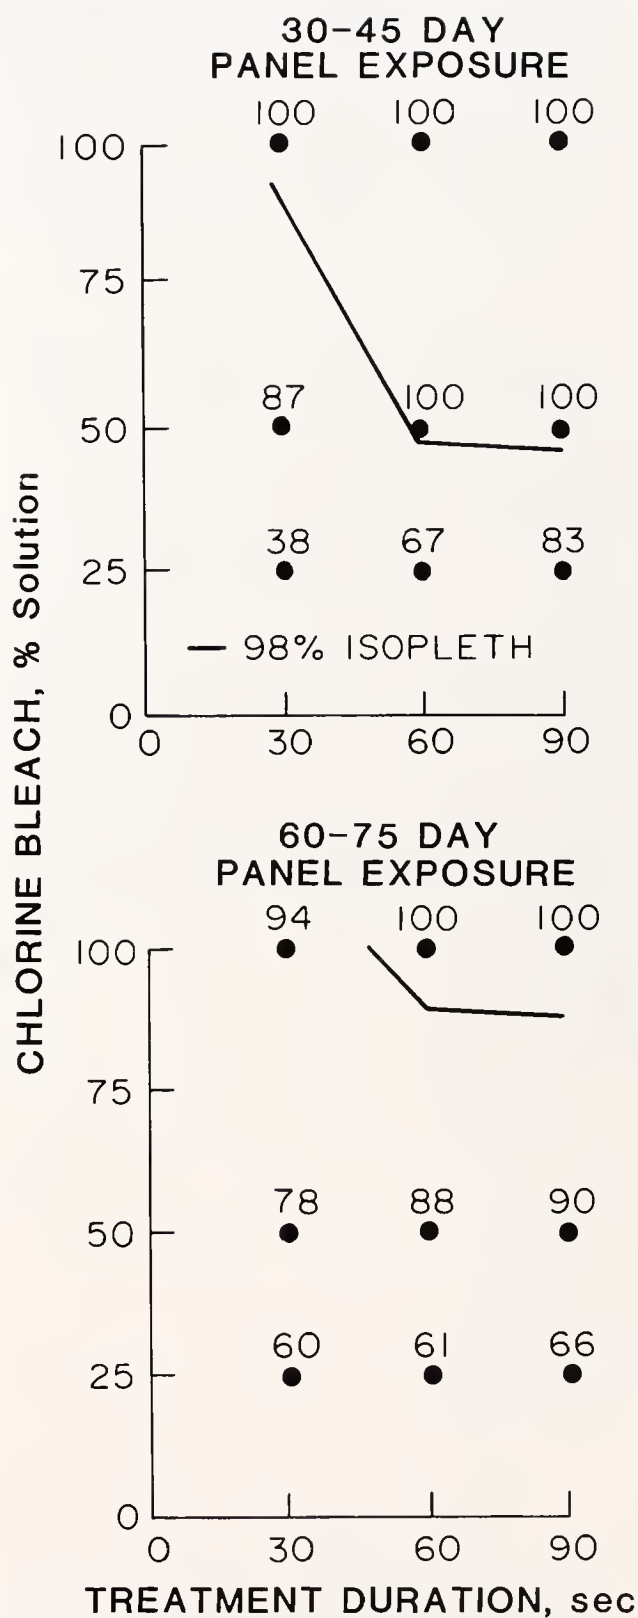 30-45 DAY
PANEL EXPOSURE
100 100 100
100
75
87 100 100
50
38 67 83
25
98% ISOPLETH
0
0 30 60 90
CHLORINE BLEACH, % Solution
60-75 DAY
PANEL EXPOSURE
94 100 100
100
75
78 88 90
50
60 61 66
25
0
0 30 60 90
TREATMENT DURATION, sec